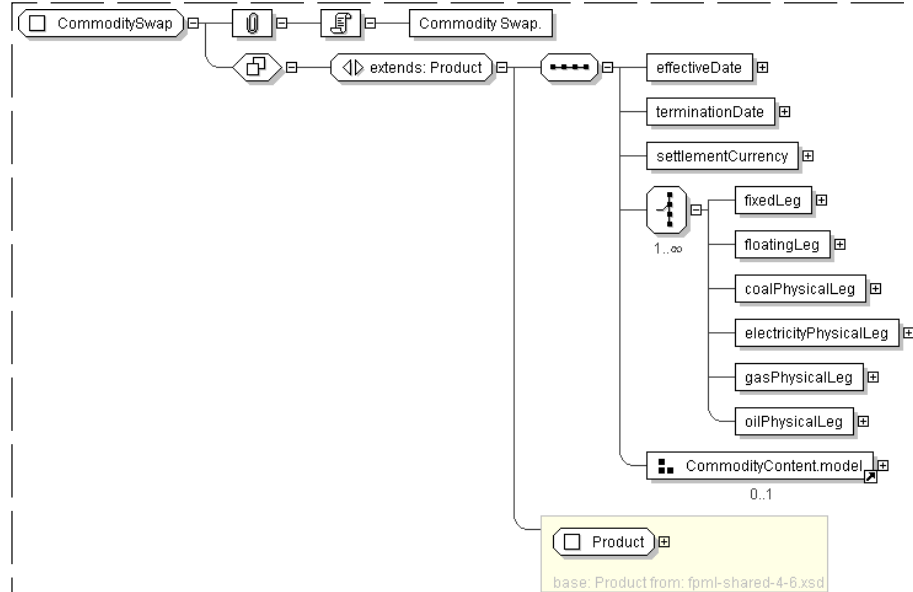 CommoditySwap
Commodity Swap.
extends: Product
effectiveDate
terminationDate
settlementCurrency
1..∞
fixedLeg
floatingLeg
coalPhysicalLeg
electricityPhysicalLeg
gasPhysicalLeg
oilPhysicalLeg
CommodityContent.model
0..1
Product
base: Product from: fpml-shared-4-6.xsd